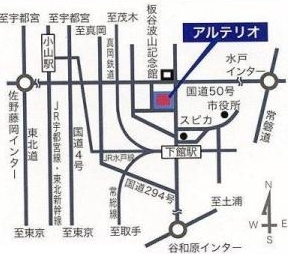 至宇都宮
至宇都宮
至茂木
至真岡
小山駅
真岡鉄道
板谷波山記念館
アルテリオ
水戸インター
国道50号
市役所
スピカ
常磐道
佐野藤岡インター
東北道
JR宇都宮線・東北新幹線
国道4号
JR水戸線
下館駅
国道294号
常総線
至東京
至東京
至取手
至土浦
谷和原インター
N
W
E
S